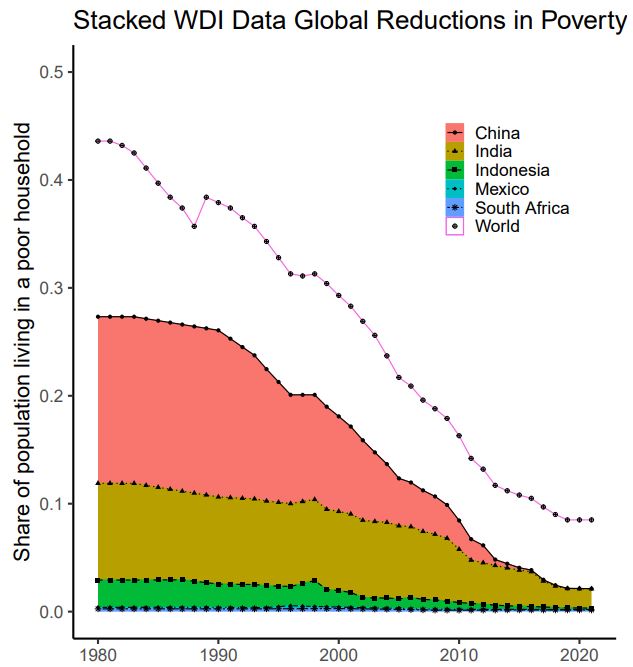 Stacked WDI Data Global Reductions in Poverty
Share of population living in a poor household
0.5
0.4
0.3
0.2
0.1
0.0
China
India
Indonesia
Mexico
South Africa
World
1980 1990 2000 2010 2020